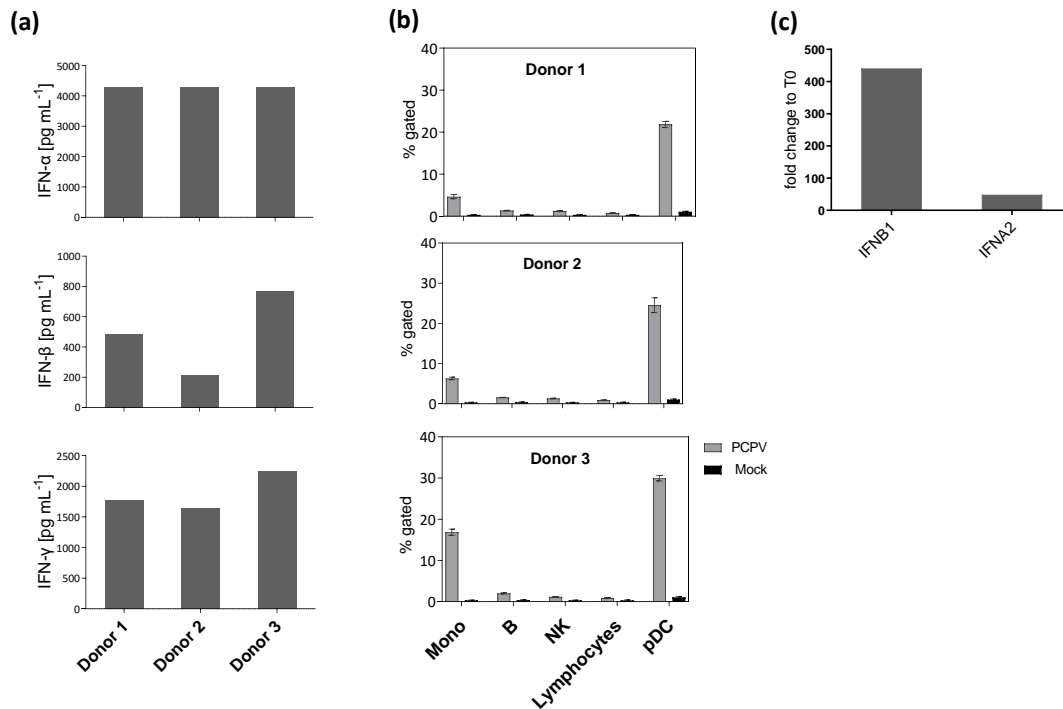 (a)
IFN-α [pg mL⁻¹]
5000
4000
3000
2000
1000
0
IFN-β [pg mL⁻¹]
1000
800
600
400
200
0
IFN-γ [pg mL⁻¹]
2500
2000
1500
1000
500
0
Donor 1
Donor 2
Donor 3
(b)
Donor 1
% gated
40
30
20
10
0
Donor 2
% gated
40
30
20
10
0
Donor 3
% gated
40
30
20
10
0
Mono
B
NK
Lymphocytes
pDC
PCPV
Mock
(c)
fold change to T0
500
400
300
200
100
0
IFNB1
IFNA2